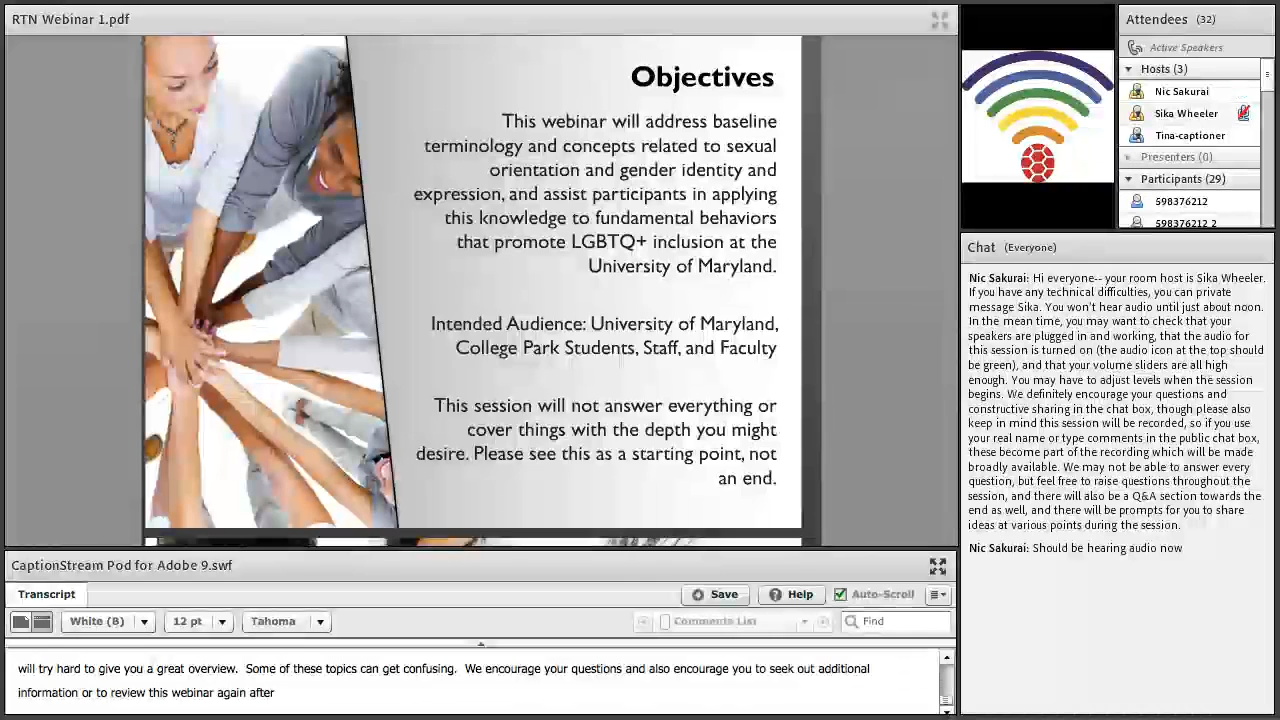 RTN Webinar 1.pdf
Objectives
This webinar will address baseline
terminology and concepts related to sexual
orientation and gender identity and
expression, and assist participants in applying
this knowledge to fundamental behaviors
that promote LGBTQ+ inclusion at the
University of Maryland.
Intended Audience: University of Maryland,
College Park Students, Staff, and Faculty
This session will not answer everything or
cover things with the depth you might
desire. Please see this as a starting point, not
an end.
CaptionStream Pod for Adobe 9.swf
Transcript
Save
Help
Auto-Scroll
White (8)
12 pt
Tahoma
Comments List
Find
will try hard to give you a great overview.  Some of these topics can get confusing.  We encourage your questions and also encourage you to seek out additional
information or to review this webinar again after
Attendees (32)
Active Speakers
Hosts (3)
Nic Sakurai
Sika Wheeler
Tina-captioner
Presenters (0)
Participants (29)
598376212
598376212 2
Chat (Everyone)
Nic Sakurai: Hi everyone-- your room host is Sika Wheeler.
If you have any technical difficulties, you can private
message Sika. You won't hear audio until just about noon.
In the mean time, you may want to check that your
speakers are plugged in and working, that the audio for
this session is turned on (the audio icon at the top should
be green), and that your volume sliders are all high
enough. You may have to adjust levels when the session
begins. We definitely encourage your questions and
constructive sharing in the chat box, though please also
keep in mind this session will be recorded, so if you use
your real name or type comments in the public chat box,
these become part of the recording which will be made
broadly available. We may not be able to answer every
question, but feel free to raise questions throughout the
session, and there will also be a Q&A section towards the
end as well, and there will be prompts for you to share
ideas at various points during the session.
Nic Sakurai: Should be hearing audio now